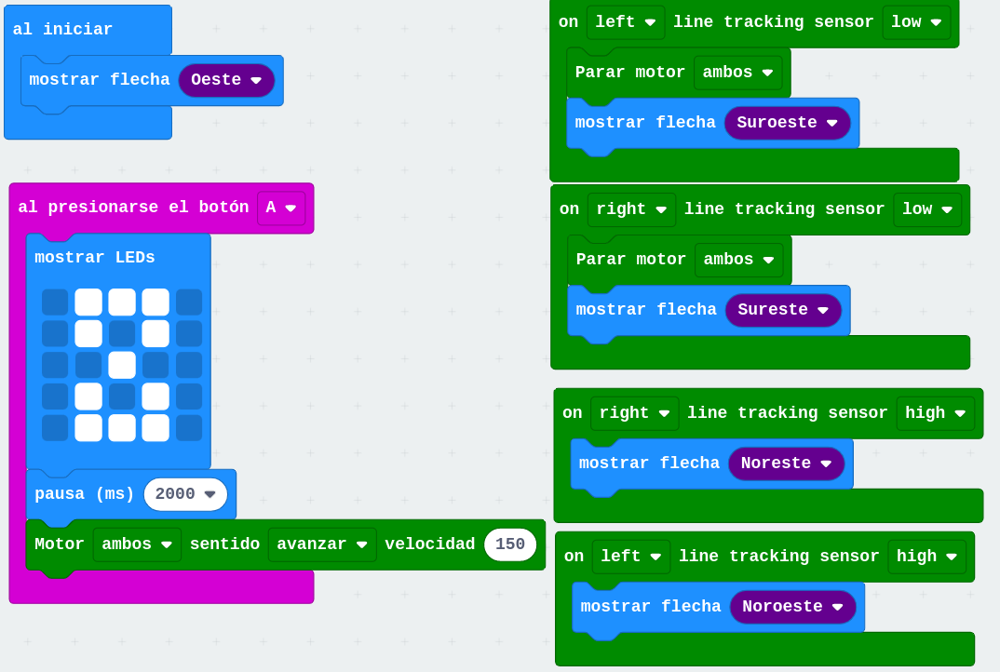 al iniciar
mostrar flecha Oeste
al presionarse el botón A
mostrar LEDs
pausa (ms) 2000
Motor ambos sentido avanzar velocidad 150
on left line tracking sensor low
Parar motor ambos
mostrar flecha Suroeste
on right line tracking sensor low
Parar motor ambos
mostrar flecha Sureste
on right line tracking sensor high
mostrar flecha Noreste
on left line tracking sensor high
mostrar flecha Noroeste